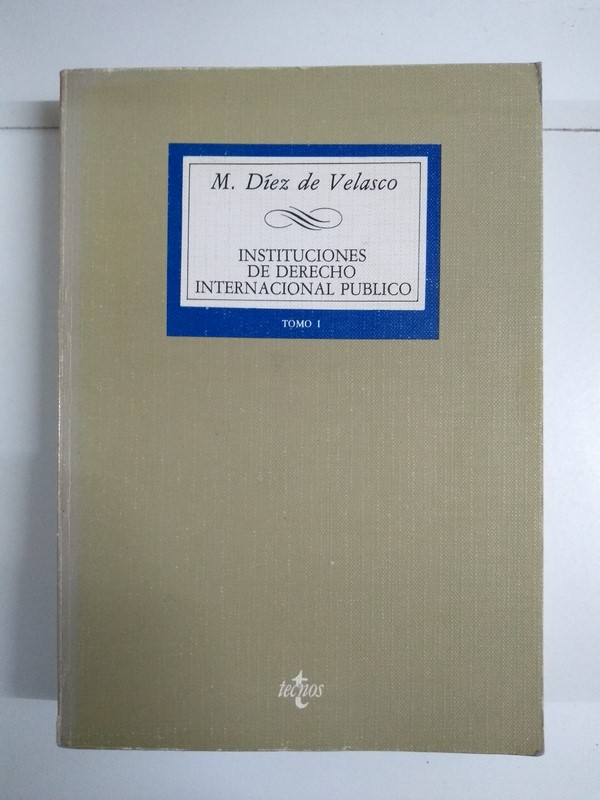 M. Díez de Velasco
INSTITUCIONES
DE DERECHO
INTERNACIONAL PUBLICO
TOMO I
tecnos